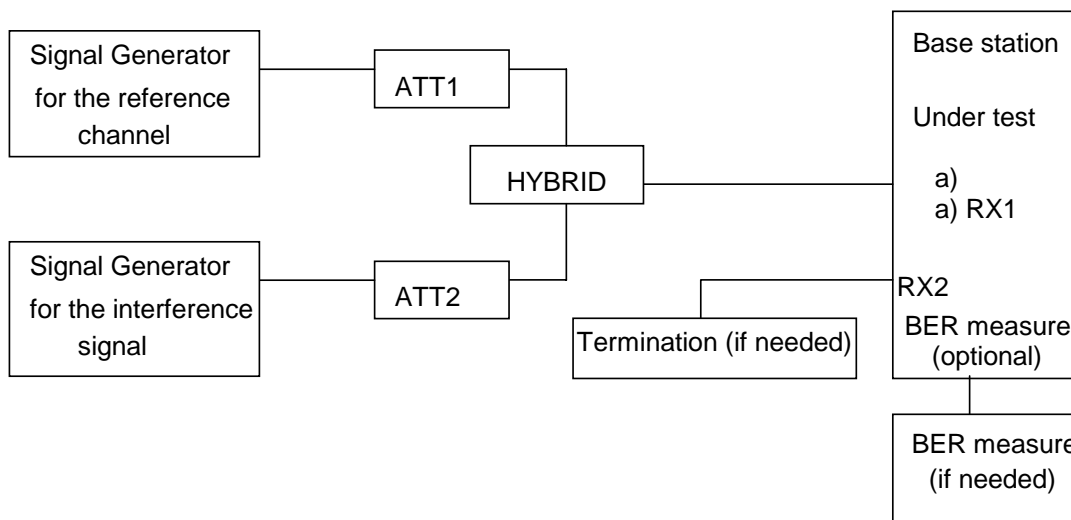 Signal Generator
for the reference
channel
ATT1
HYBRID
Signal Generator
for the interference
signal
ATT2
Termination (if needed)
Base station
Under test
a)
a) RX1
RX2
BER measure
(optional)
BER measure
(if needed)